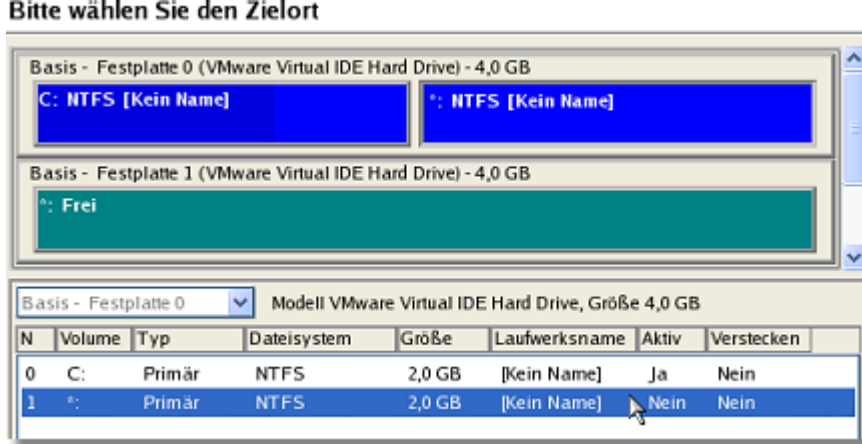 Bitte wählen Sie den Zielort
Basis - Festplatte 0 (VMware Virtual IDE Hard Drive) - 4,0 GB
C: NTFS [Kein Name] *: NTFS [Kein Name]
Basis - Festplatte 1 (VMware Virtual IDE Hard Drive) - 4,0 GB
*: Frei
Basis - Festplatte 0 Modell VMware Virtual IDE Hard Drive, Größe 4,0 GB
N Volume Typ Dateisystem Größe Laufwerksname Aktiv Verstecken
0 C: Primär NTFS 2,0 GB [Kein Name] Ja Nein
1 *: Primär NTFS 2,0 GB [Kein Name] Nein Nein